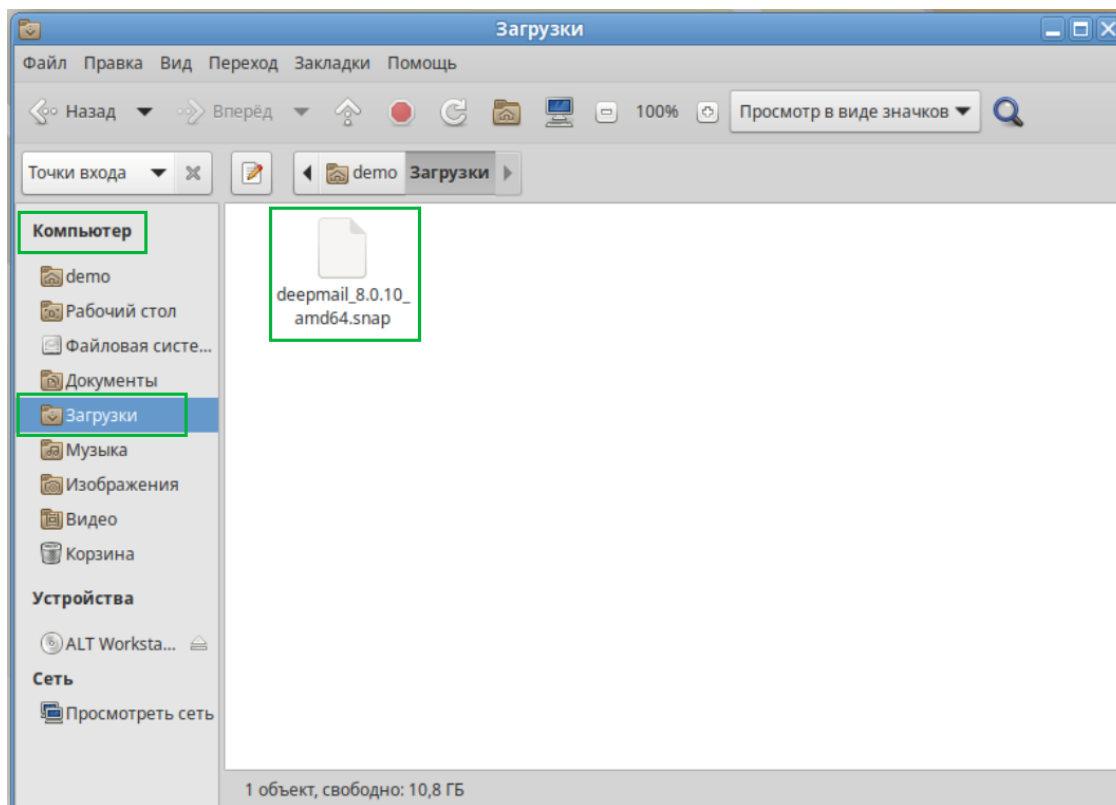 Загрузки
Файл Правка Вид Переход Закладки Помощь
Назад Вперёд 100% Просмотр в виде значков
Точки входа demo Загрузки
Компьютер
demo
Рабочий стол
Файловая систе...
Документы
Загрузки
Музыка
Изображения
Видео
Корзина
Устройства
ALT Worksta...
Сеть
Просмотреть сеть
deepmail_8.0.10_
amd64.snap
1 объект, свободно: 10,8 ГБ